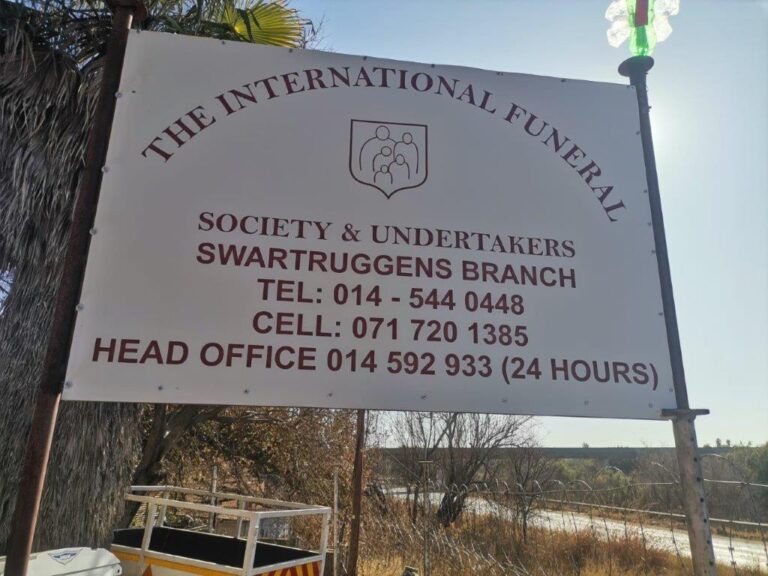 THE INTERNATIONAL FUNERAL
SOCIETY & UNDERTAKERS
SWARTRUGGENS BRANCH
TEL: 014 - 544 0448
CELL: 071 720 1385
HEAD OFFICE 014 592 933 (24 HOURS)